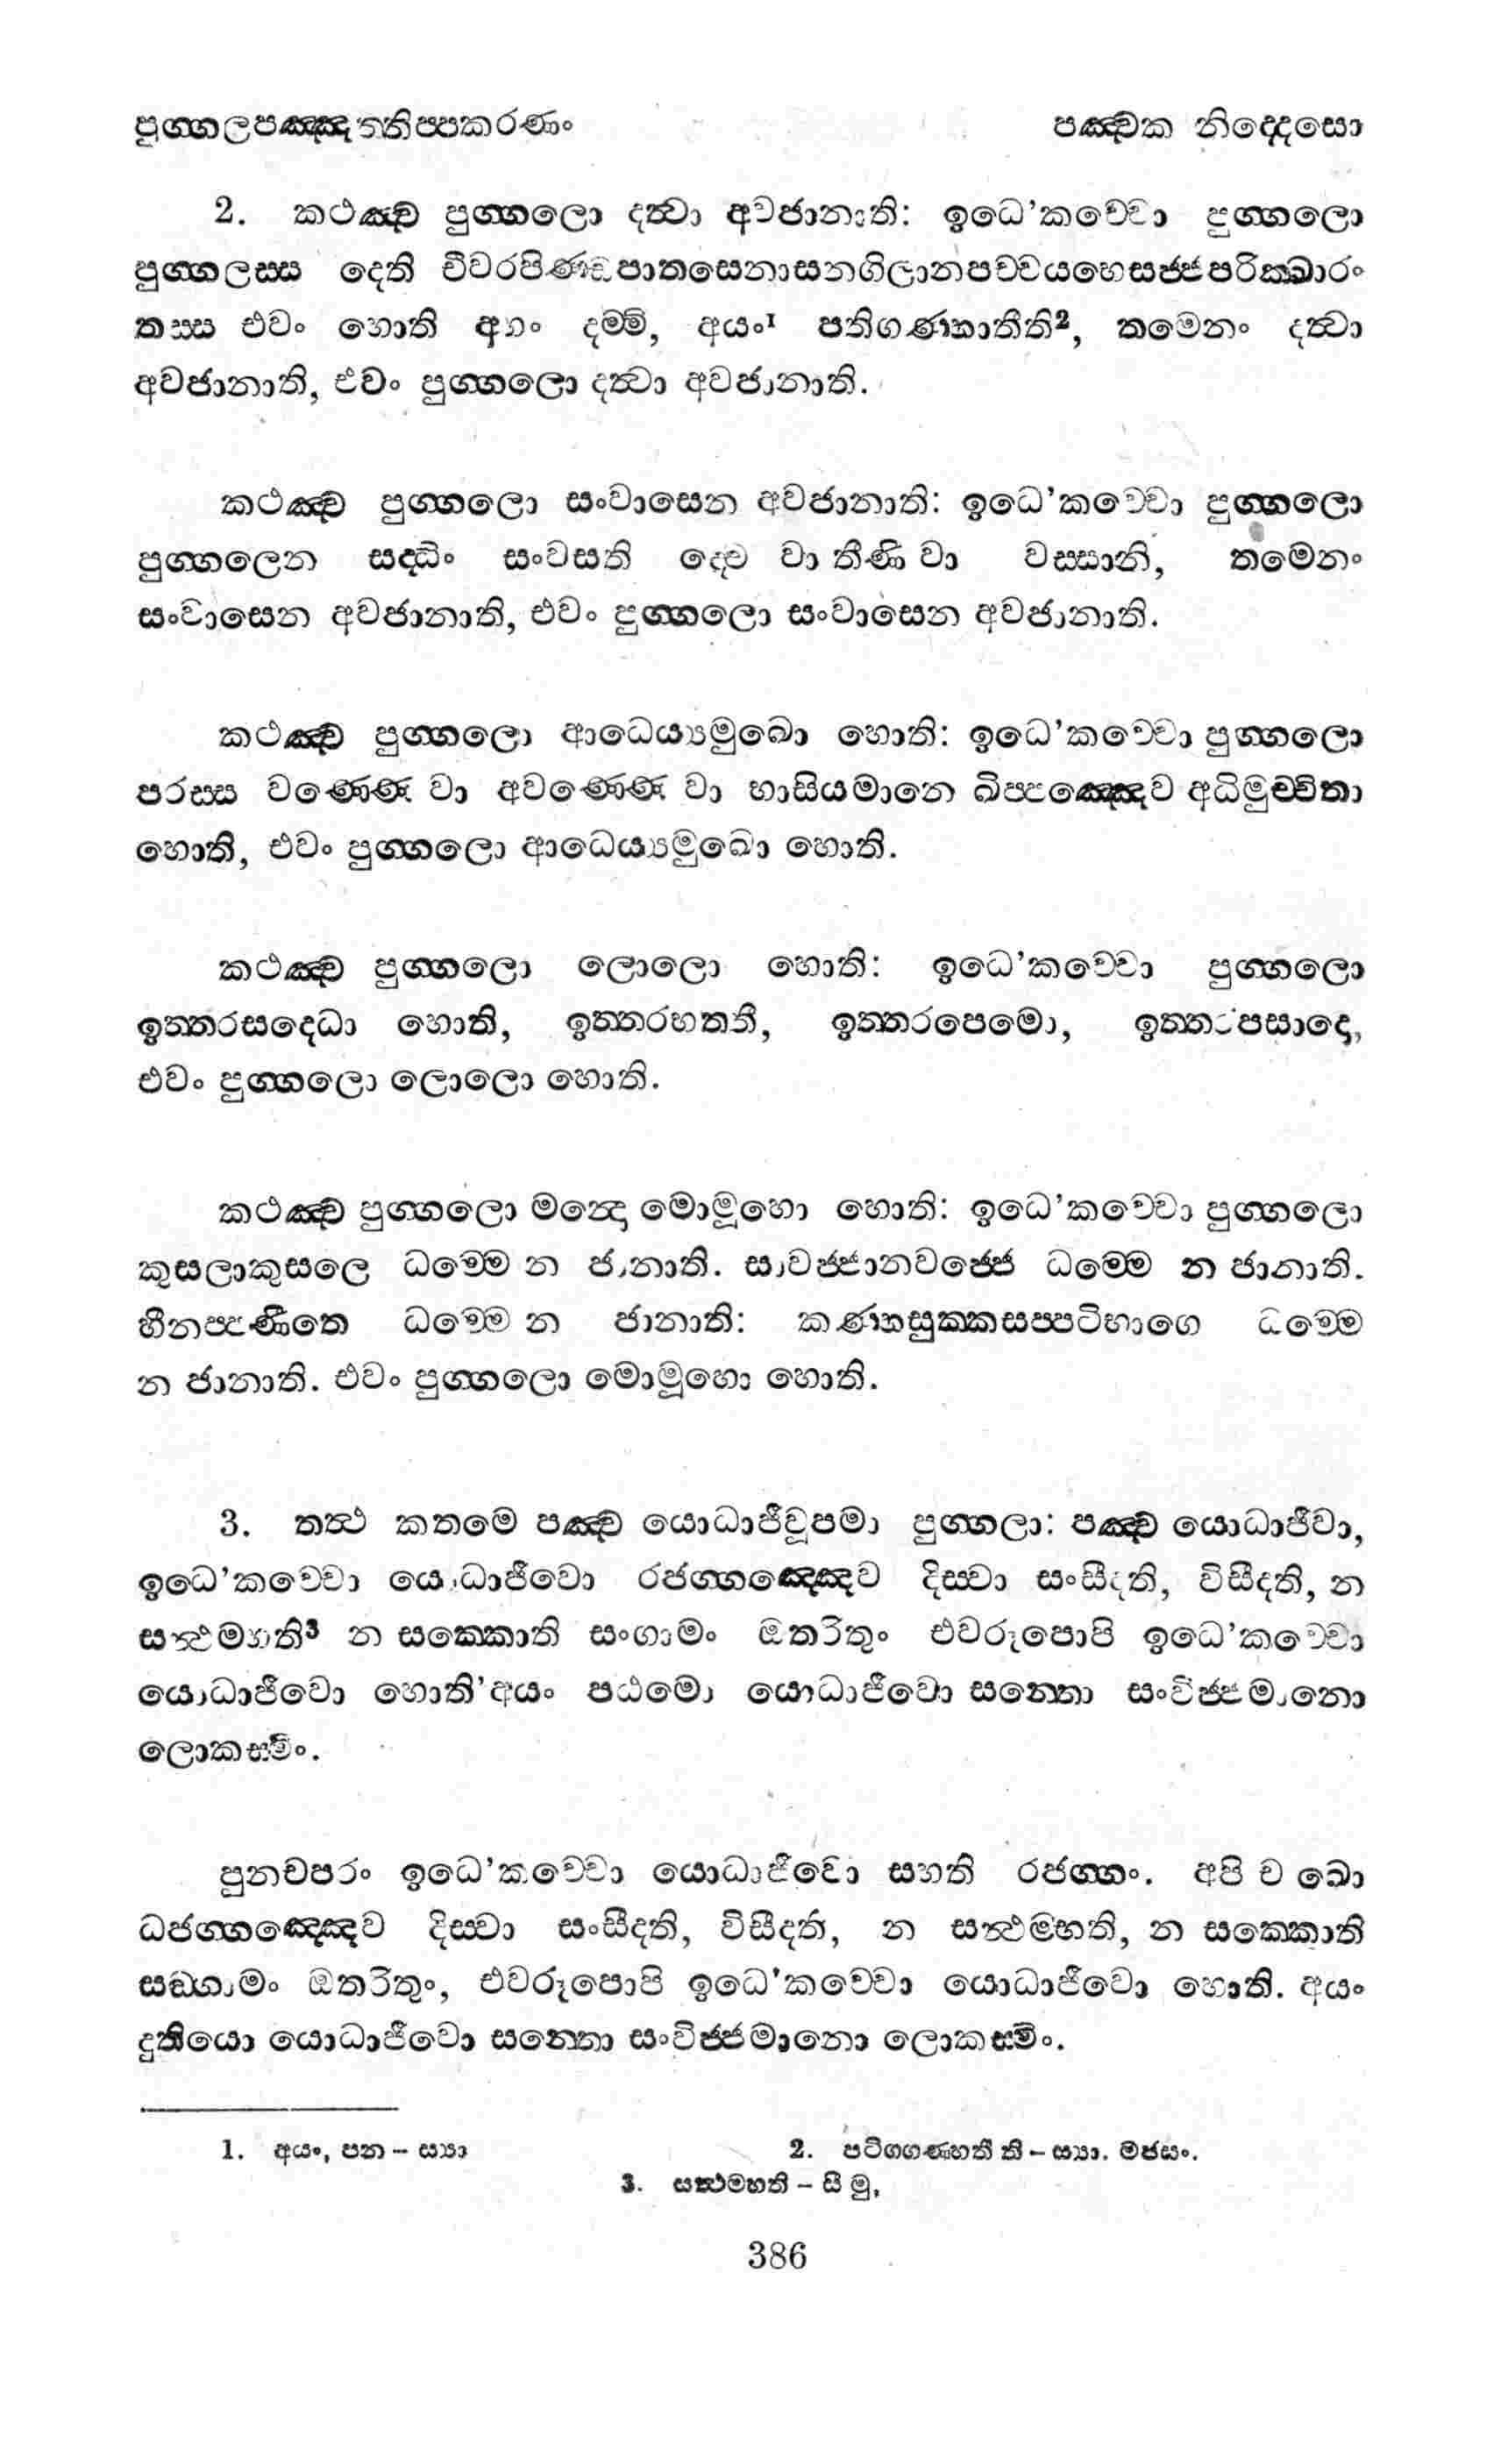 පුග්ගලපඤ්ඤත්තිප්පකරණං
පඤ්චක නිද්දෙසො
2. කථඤ්ච පුග්ගලො දත්වා අවජානාති: ඉධෙ’කච්චො පුග්ගලො
පුග්ගලස්ස දෙති චීවරපිණ්ඩපාතසෙනාසනගිලානපච්චයභෙසජ්ජපරික්ඛාරං
තස්ස එවං හොති අහං දම්මි, අයං¹ පතිගණ්හාතීති², තමෙනං දත්වා
අවජානාති, එවං පුග්ගලො දත්වා අවජානාති.
කථඤ්ච පුග්ගලො සංවාසෙන අවජානාති: ඉධෙ’කච්චො පුග්ගලො
පුග්ගලෙන සද්ධිං සංවසති ද්වෙ වා තීණි වා වස්සානි, තමෙනං
සංවාසෙන අවජානාති, එවං පුග්ගලො සංවාසෙන අවජානාති.
කථඤ්ච පුග්ගලො ආධෙය්‍යමුඛො හොති: ඉධෙ’කච්චො පුග්ගලො
පරස්ස වණ්ණෙ වා අවණ්ණෙ වා භාසියමානෙ ඛිප්පඤ්ඤෙව අධිමුච්චිතා
හොති, එවං පුග්ගලො ආධෙය්‍යමුඛො හොති.
කථඤ්ච පුග්ගලො ලොලො හොති: ඉධෙ’කච්චො පුග්ගලො
ඉත්තරසද්ධො හොති, ඉත්තරභත්තී, ඉත්තරපෙමො, ඉත්තරපසාදො,
එවං පුග්ගලො ලොලො හොති.
කථඤ්ච පුග්ගලො මන්දො මොමූහො හොති: ඉධෙ’කච්චො පුග්ගලො
කුසලාකුසලෙ ධම්මෙ න ජානාති. සාවජ්ජානවජ්ජෙ ධම්මෙ න ජානාති.
හීනප්පණීතෙ ධම්මෙ න ජානාති: කණ්හසුක්කසප්පටිභාගෙ ධම්මෙ
න ජානාති. එවං පුග්ගලො මොමූහො හොති.
3. තත්ථ කතමෙ පඤ්ච යොධාජීවූපමා පුග්ගලා: පඤ්ච යොධාජීවා,
ඉධෙ’කච්චො යොධාජීවො රජග්ගඤ්ඤෙව දිස්වා සංසීදති, විසීදති, න
සන්ථම්හති³ න සක්කොති සංගාමං ඔතරිතුං එවරූපොපි ඉධෙ’කච්චො
යොධාජීවො හොති’අයං පඨමො යොධාජීවො සන්තො සංවිජ්ජමානො
ලොකස්මිං.
පුනචපරං ඉධෙ’කච්චො යොධාජීවො සහති රජග්ගං. අපි ච ඛො
ධජග්ගඤ්ඤෙව දිස්වා සංසීදති, විසීදති, න සන්ථම්භති, න සක්කොති
සඞ්ගාමං ඔතරිතුං, එවරූපොපි ඉධෙ’කච්චො යොධාජීවො හොති. අයං
දුතියො යොධාජීවො සන්තො සංවිජ්ජමානො ලොකස්මිං.
1. අයං, පන – ස්‍යා
2. පටිගගණ්හතී ති – ස්‍යා. මජසං.
3. සත්ථම්හති – සී මු,
386